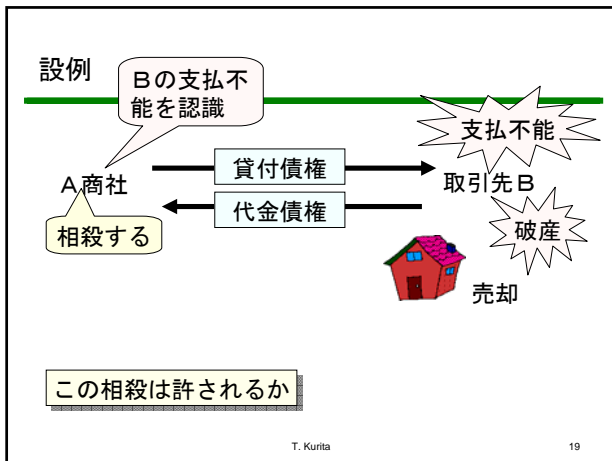 設例
Ｂの支払不
能を認識
支払不能
貸付債権
Ａ商社
取引先Ｂ
代金債権
相殺する
破産
売却
この相殺は許されるか
T. Kurita
19